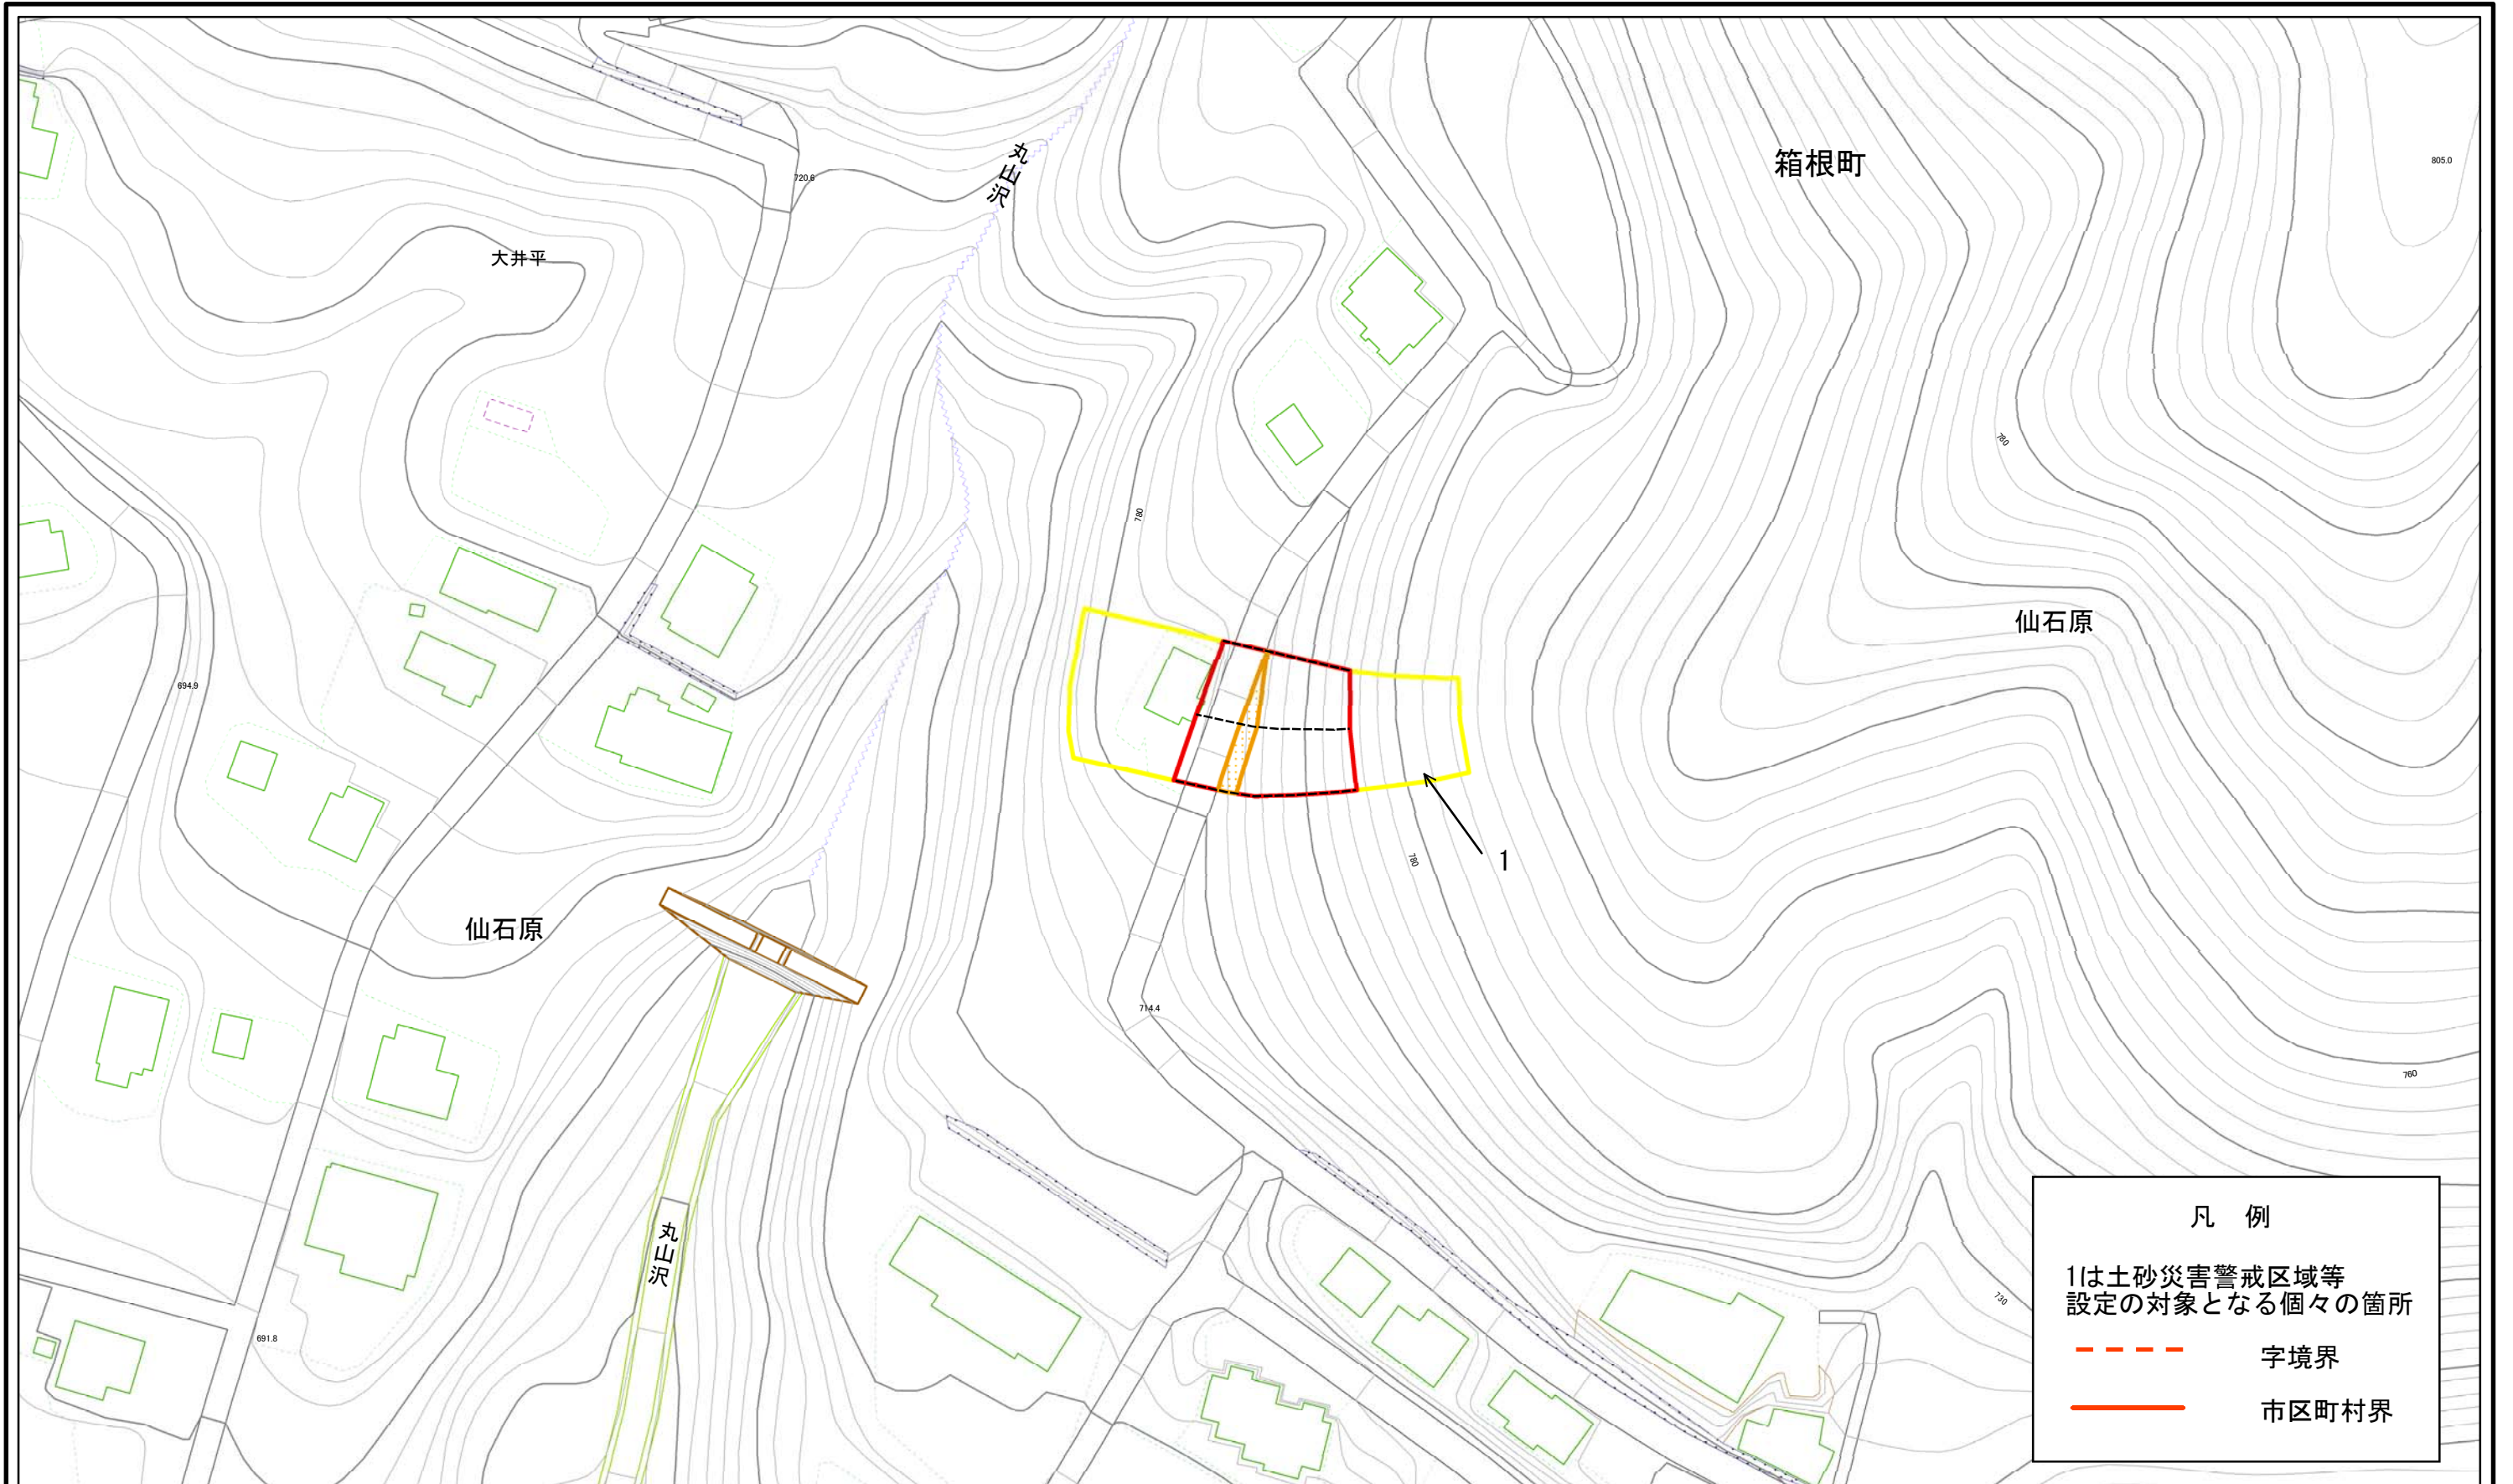 箱根町
805.0
丸山沢
720.6
大井平
780
780
仙石原
694.9
1
780
仙石原
714.4
760
丸山沢
凡 例
1は土砂災害警戒区域等
設定の対象となる個々の箇所
730
691.8
字境界
市区町村界